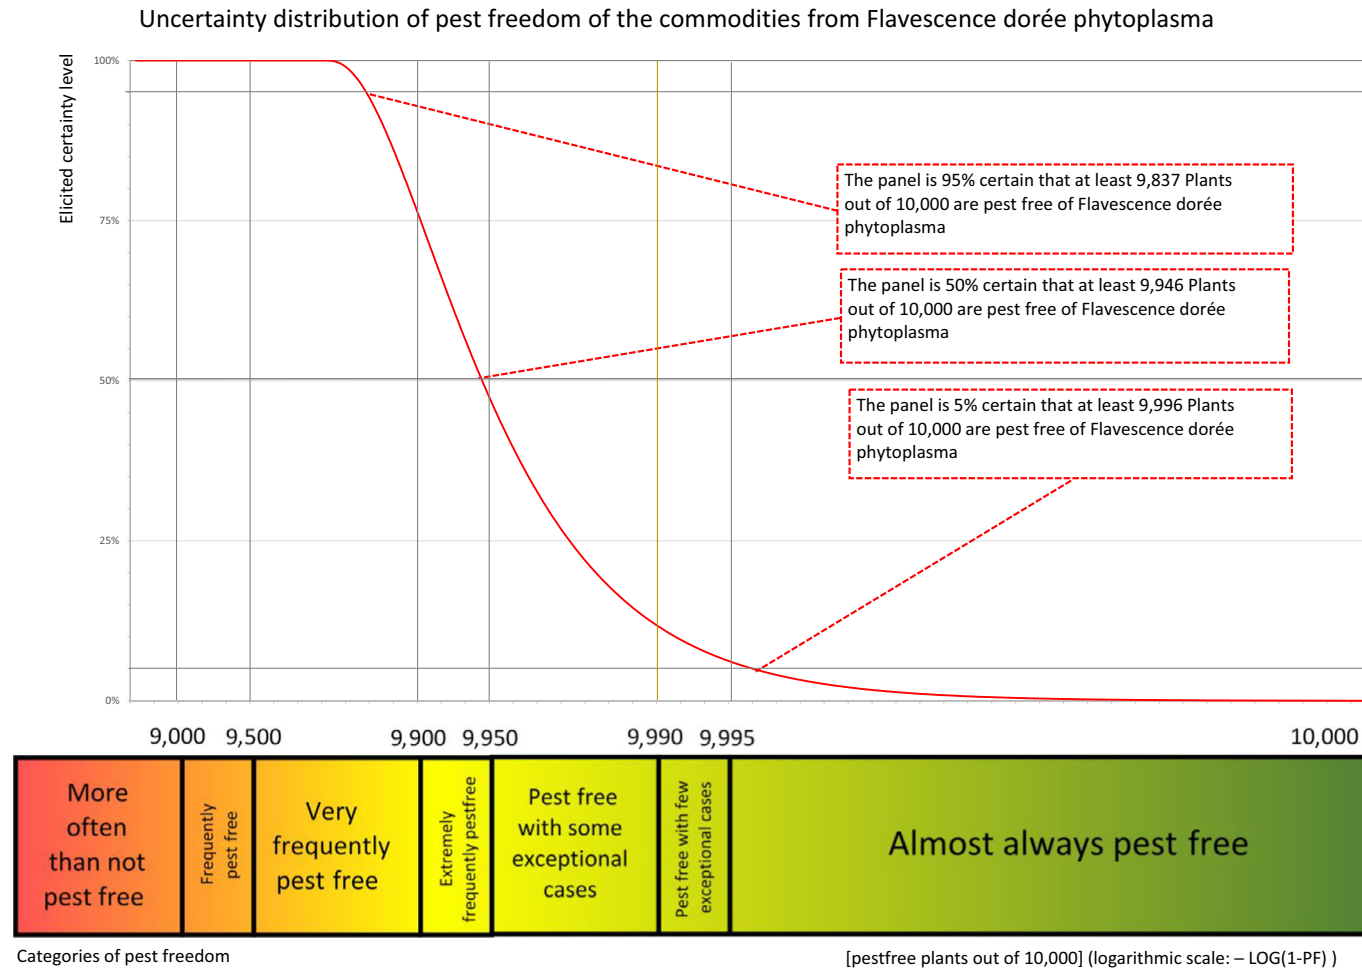 Uncertainty distribution of pest freedom of the commodities from Flavescence dorée phytoplasma
Elicited certainty level
100%
75%
50%
25%
0%
The panel is 95% certain that at least 9,837 Plants
out of 10,000 are pest free of Flavescence dorée
phytoplasma
The panel is 50% certain that at least 9,946 Plants
out of 10,000 are pest free of Flavescence dorée
phytoplasma
The panel is 5% certain that at least 9,996 Plants
out of 10,000 are pest free of Flavescence dorée
phytoplasma
9,000 9,500 9,900 9,950 9,990 9,995 10,000
More
often
than not
pest free
Frequently
pest free
Very
frequently
pest free
Extremely
frequently pestfree
Pest free
with some
exceptional
cases
Pest free with few
exceptional cases
Almost always pest free
Categories of pest freedom
[pestfree plants out of 10,000] (logarithmic scale: – LOG(1-PF) )